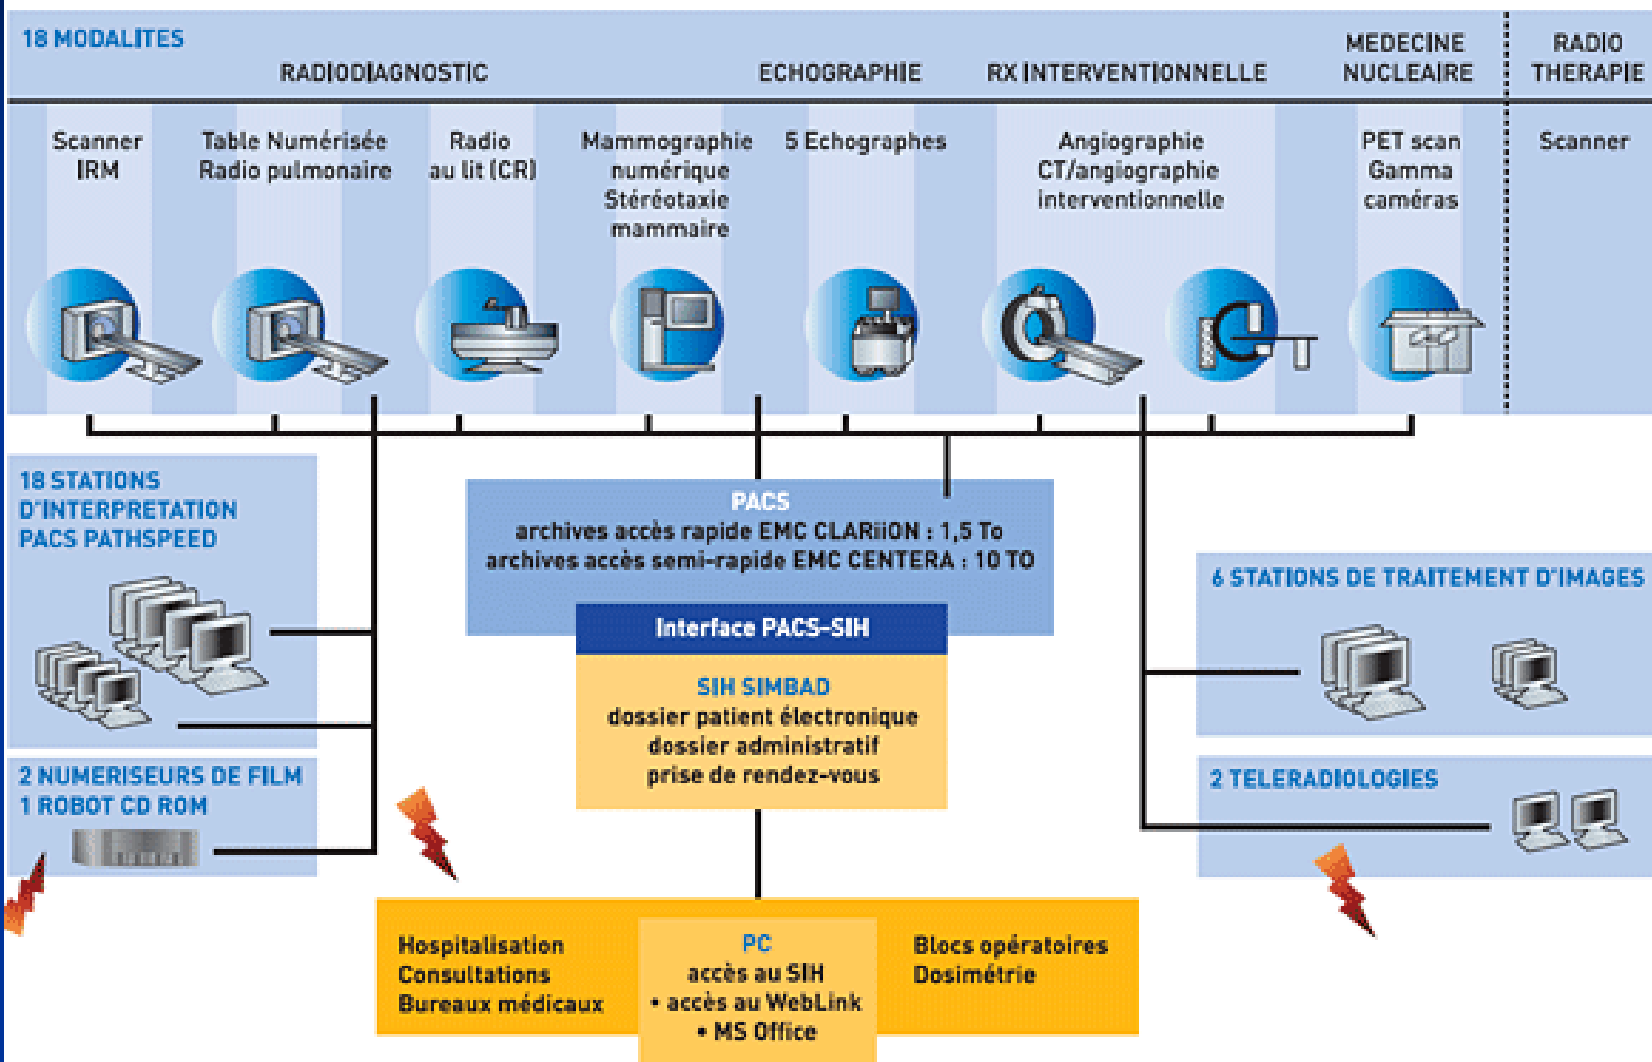 18 MODALITES
RADIODIAGNOSTIC
ECHOGRAPHIE
RX INTERVENTIONNELLE
MEDECINE
NUCLEAIRE
RADIO
THERAPIE
Scanner
IRM
Table Numérisée
Radio pulmonaire
Radio
au lit (CR)
Mammographie
numérique
Stéréotaxie
mammaire
5 Echographes
Angiographie
CT/angiographie
interventionnelle
PET scan
Gamma
caméras
Scanner
18 STATIONS
D'INTERPRETATION
PACS PATHSPEED
2 NUMERISEURS DE FILM
1 ROBOT CD ROM
PACS
archives accès rapide EMC CLARiiON : 1,5 To
archives accès semi-rapide EMC CENTERA : 10 TO
Interface PACS-SIH
SIH SIMBAD
dossier patient électronique
dossier administratif
prise de rendez-vous
6 STATIONS DE TRAITEMENT D'IMAGES
2 TELERADIOLOGIES
Hospitalisation
Consultations
Bureaux médicaux
PC
accès au SIH
• accès au WebLink
• MS Office
Blocs opératoires
Dosimétrie